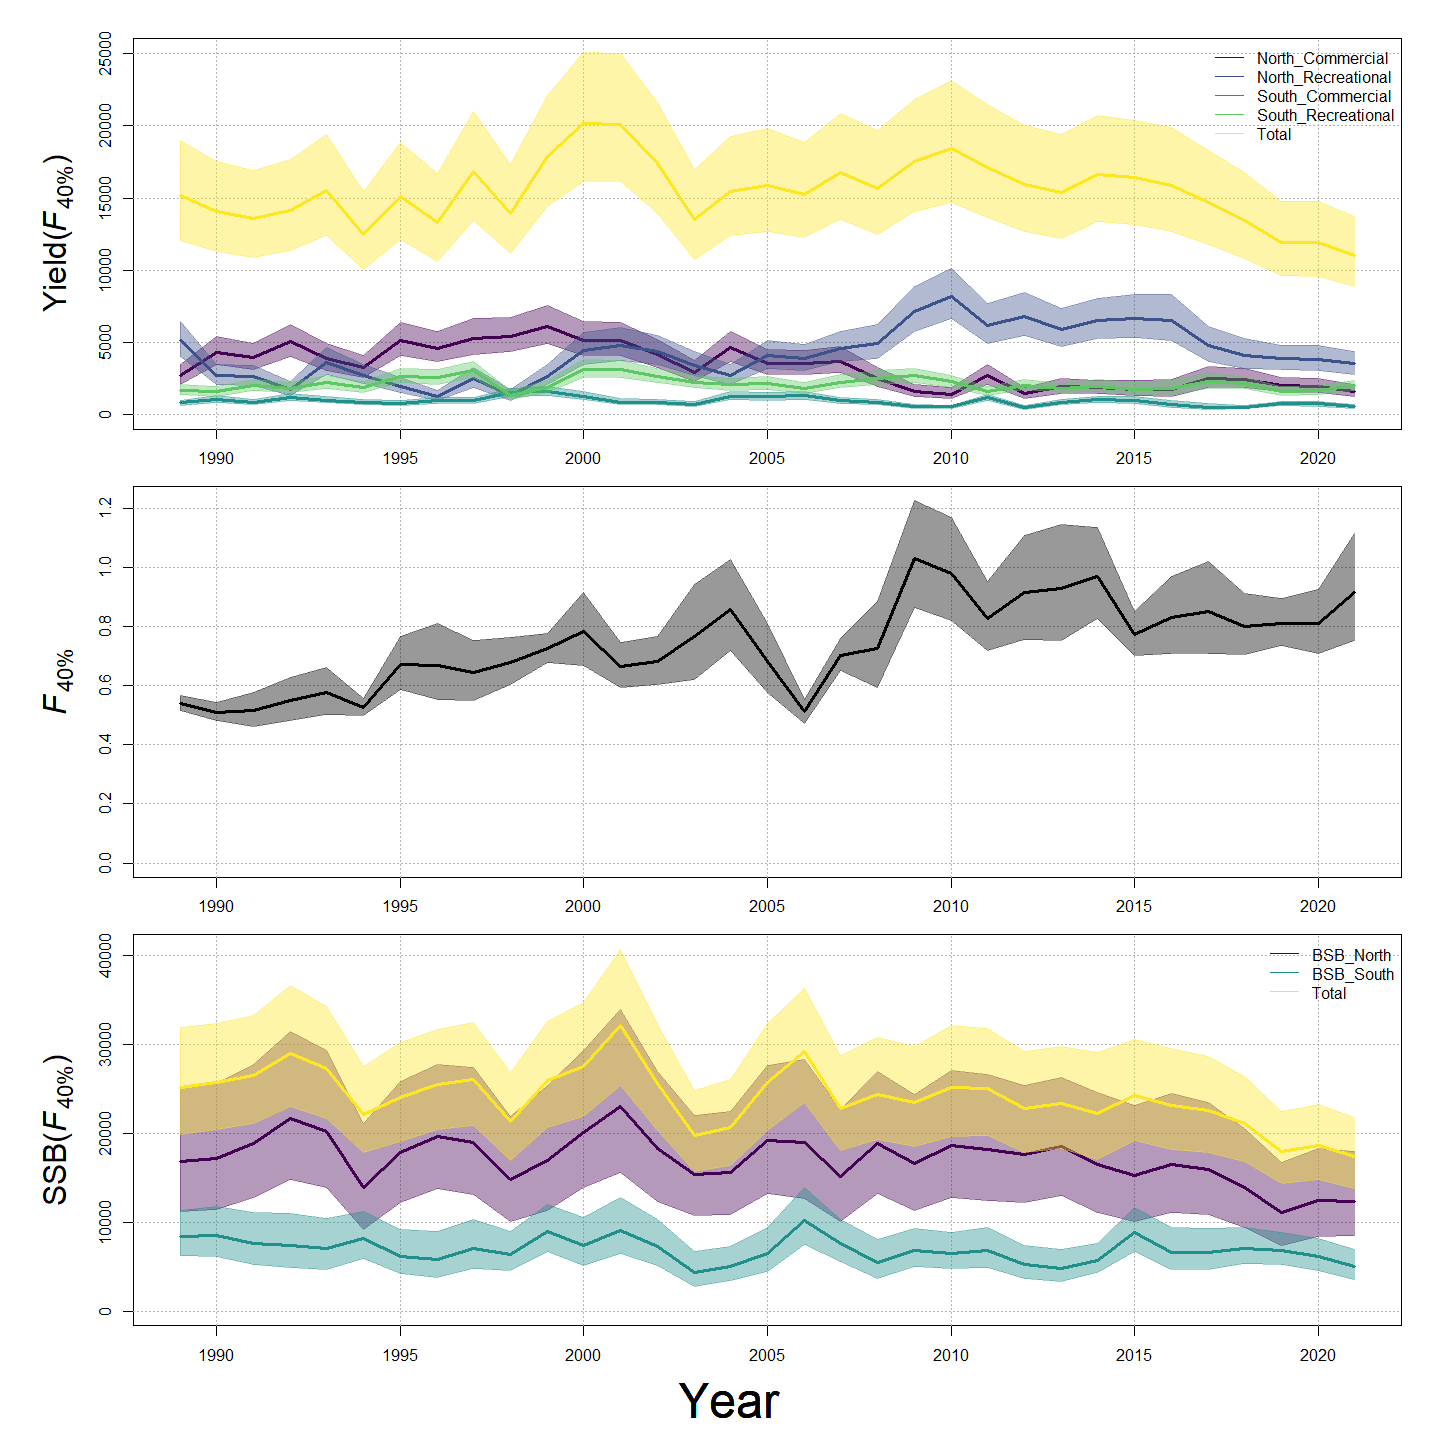 Yield(F40%)
25000
20000
15000
10000
5000
0
North_Commercial
North_Recreational
South_Commercial
South_Recreational
Total
1990 1995 2000 2005 2010 2015 2020
F40%
1.2
1.0
0.8
0.6
0.4
0.2
0.0
1990 1995 2000 2005 2010 2015 2020
SSB(F40%)
40000
30000
20000
10000
0
BSB_North
BSB_South
Total
1990 1995 2000 2005 2010 2015 2020
Year